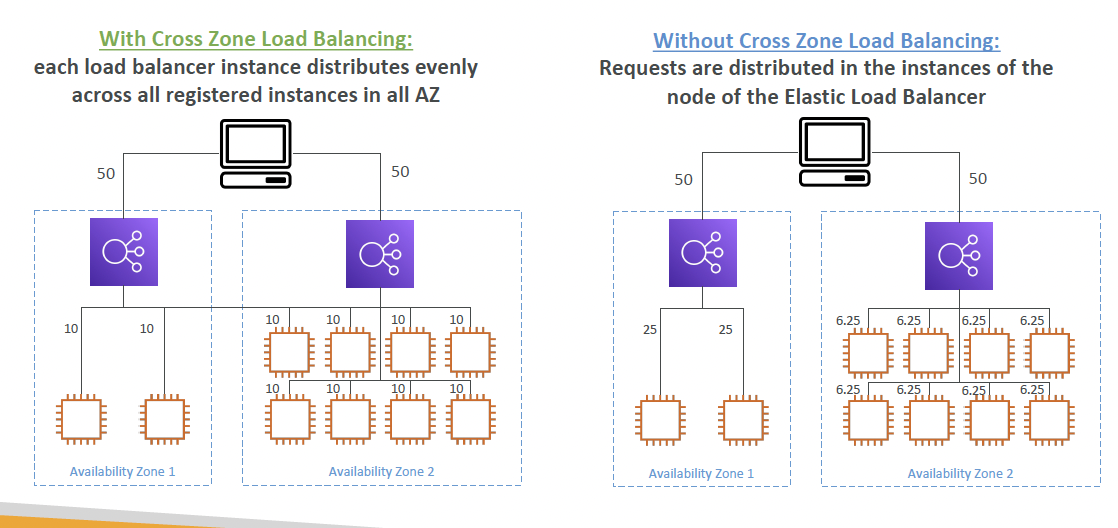 With Cross Zone Load Balancing:
each load balancer instance distributes evenly
across all registered instances in all AZ
50
50
10
10
10
10
10
10
10
10
10
10
Availability Zone 1
Availability Zone 2
Without Cross Zone Load Balancing:
Requests are distributed in the instances of the
node of the Elastic Load Balancer
50
50
25
25
6.25
6.25
6.25
6.25
6.25
6.25
6.25
6.25
Availability Zone 1
Availability Zone 2